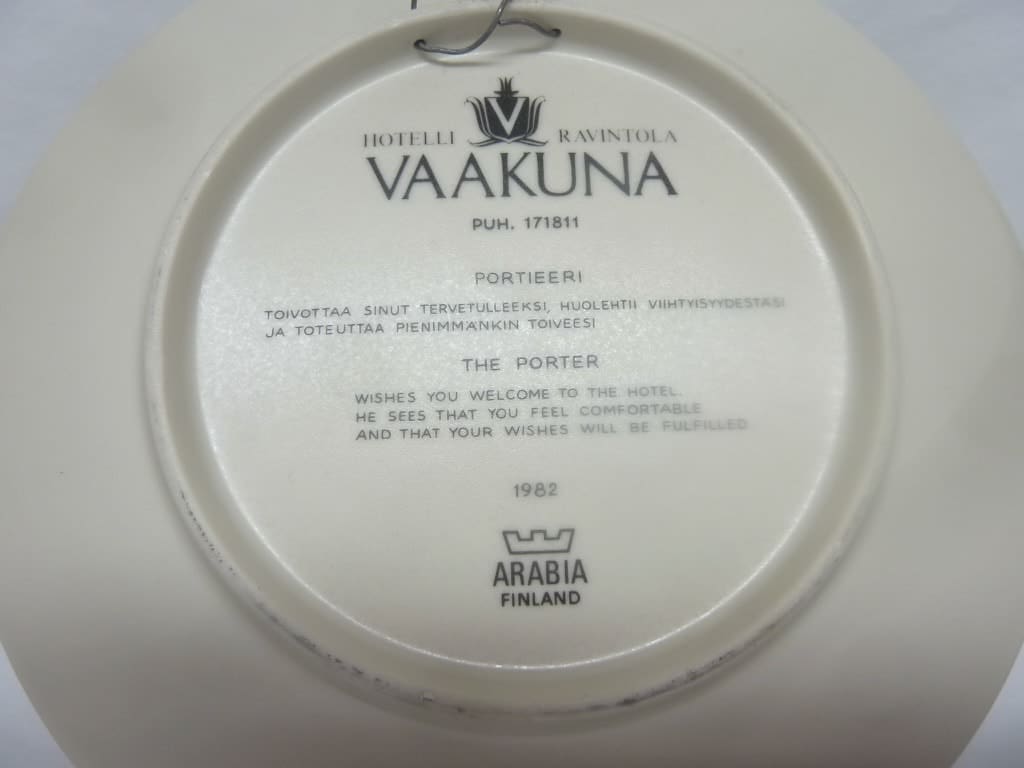 V
HOTELLI RAVINTOLA
VAAKUNA
PUH. 171811
PORTIEERI
TOIVOTTAA SINUT TERVETULLEEKSI, HUOLEHTII VIIHTYISYYDESTÄSI
JA TOTEUTTAA PIENIMMÄNKIN TOIVEESI
THE PORTER
WISHES YOU WELCOME TO THE HOTEL.
HE SEES THAT YOU FEEL COMFORTABLE
AND THAT YOUR WISHES WILL BE FULFILLED
1982
ARABIA
FINLAND